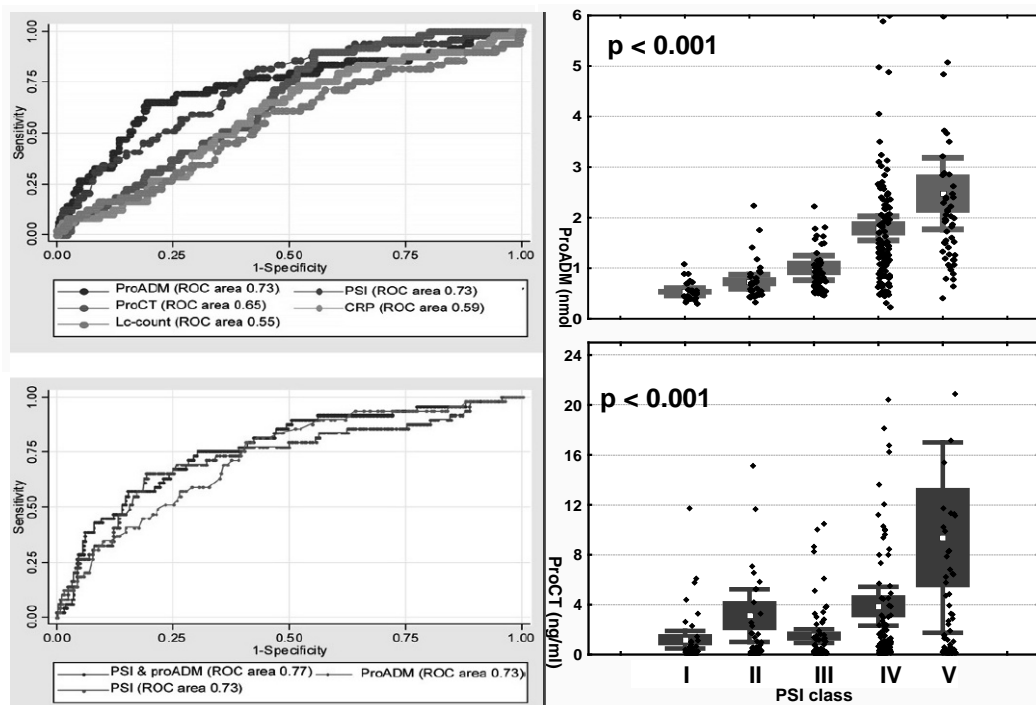 1.00
0.75
0.50
0.25
0.00
Sensitivity
0.00 0.25 0.50 0.75 1.00
1-Specificity
ProADM (ROC area 0.73) PSI (ROC area 0.73)
ProCT (ROC area 0.65) CRP (ROC area 0.59)
Lc-count (ROC area 0.55)
1.00
0.75
0.50
0.25
0.00
Sensitivity
0.00 0.25 0.50 0.75 1.00
1-Specificity
PSI & proADM (ROC area 0.77) ProADM (ROC area 0.73)
PSI (ROC area 0.73)
p < 0.001
6
5
4
3
2
1
0
ProADM (nmol
p < 0.001
24
20
16
12
8
4
0
ProCT (ng/ml)
I II III IV V
PSI class